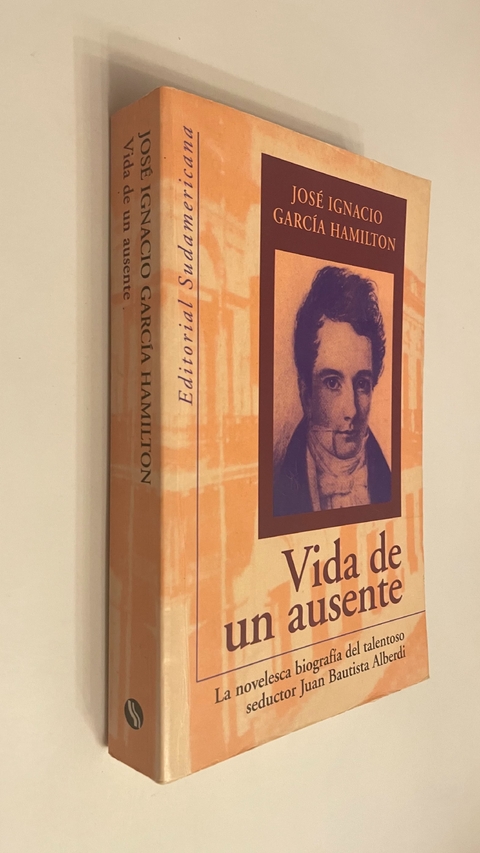 JOSÉ IGNACIO GARCÍA HAMILTON
Vida de un ausente
Editorial Sudamericana
JOSÉ IGNACIO
GARCÍA HAMILTON
Vida de
un ausente
La novelesca biografía del talentoso
seductor Juan Bautista Alberdi